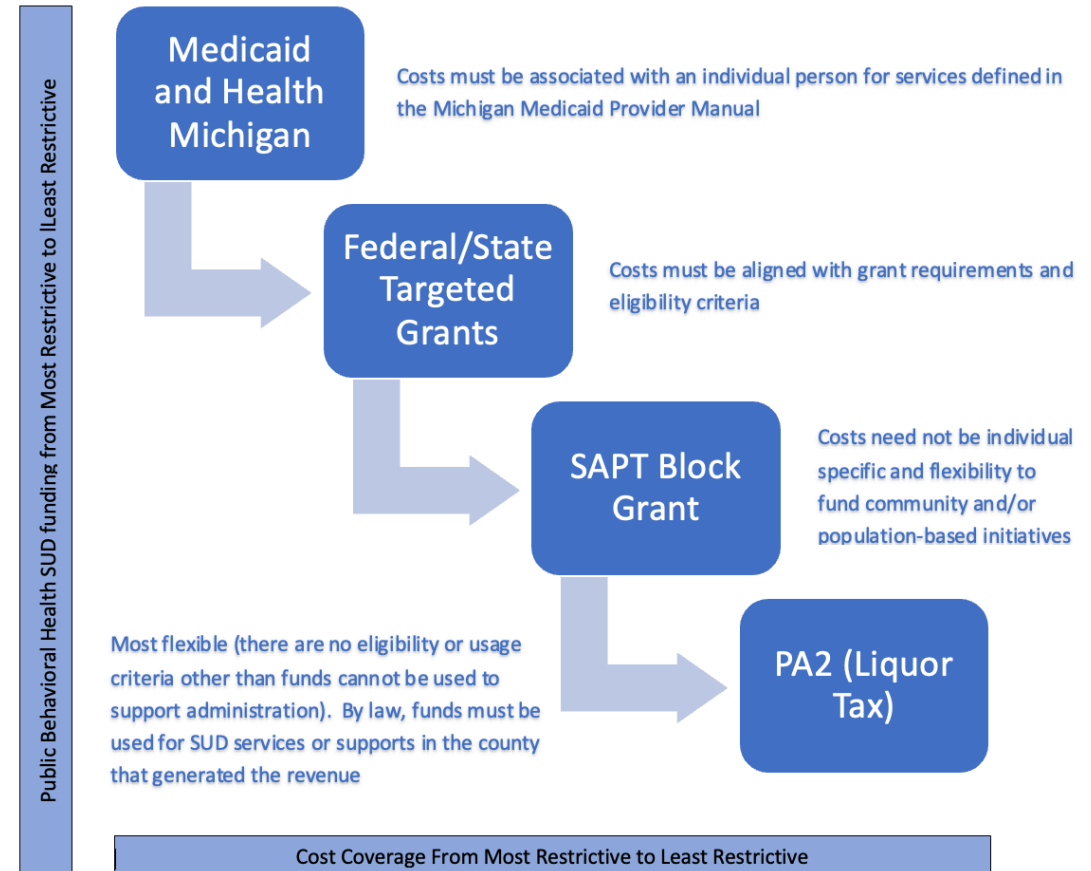 Public Behavioral Health SUD funding from Most Restrictive to lLeast Restrictive
Medicaid
and Health
Michigan
Costs must be associated with an individual person for services defined in
the Michigan Medicaid Provider Manual
Federal/State
Targeted
Grants
Costs must be aligned with grant requirements and
eligibility criteria
SAPT Block
Grant
Costs need not be individual
specific and flexibility to
fund community and/or
population-based initiatives
Most flexible (there are no eligibility or usage
criteria other than funds cannot be used to
support administration). By law, funds must be
used for SUD services or supports in the county
that generated the revenue
PA2 (Liquor
Tax)
Cost Coverage From Most Restrictive to Least Restrictive